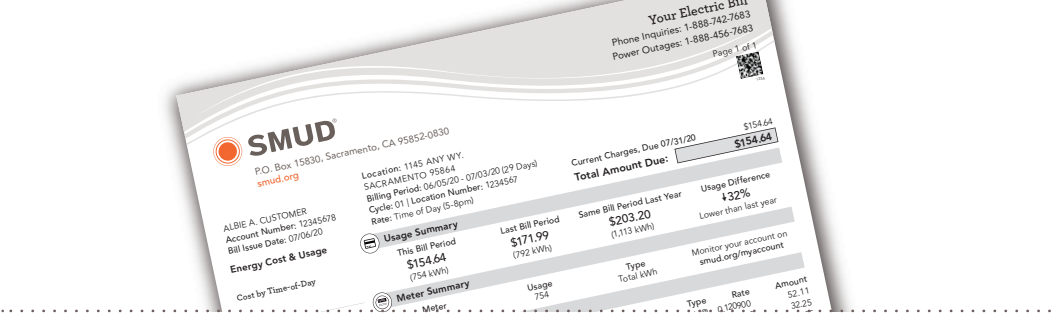 Your Electric Bill
Phone Inquiries: 1-888-742-7683
Power Outages: 1-888-456-7683
Page 1 of 1
SMUD®
P.O. Box 15830, Sacramento, CA 95852-0830
smud.org
Location: 1145 ANY WY.
SACRAMENTO 95864
Billing Period: 06/05/20 - 07/03/20 (29 Days)
Cycle: 01 | Location Number: 1234567
Rate: Time of Day (5-8pm)
$154.64
Current Charges, Due 07/31/20
Total Amount Due: $154.64
ALBIE A. CUSTOMER
Account Number: 12345678
Bill Issue Date: 07/06/20
Energy Cost & Usage
Cost by Time-of-Day
Usage Summary
This Bill Period
$154.64
(754 kWh)
Last Bill Period
$171.99
(792 kWh)
Same Bill Period Last Year
$203.20
(1,113 kWh)
Usage Difference
32%
Lower than last year
Meter Summary
Meter
Usage
754
Type
Total kWh
Monitor your account on
smud.org/myaccount
Type Rate Amount
0.120900 52.11
32.25